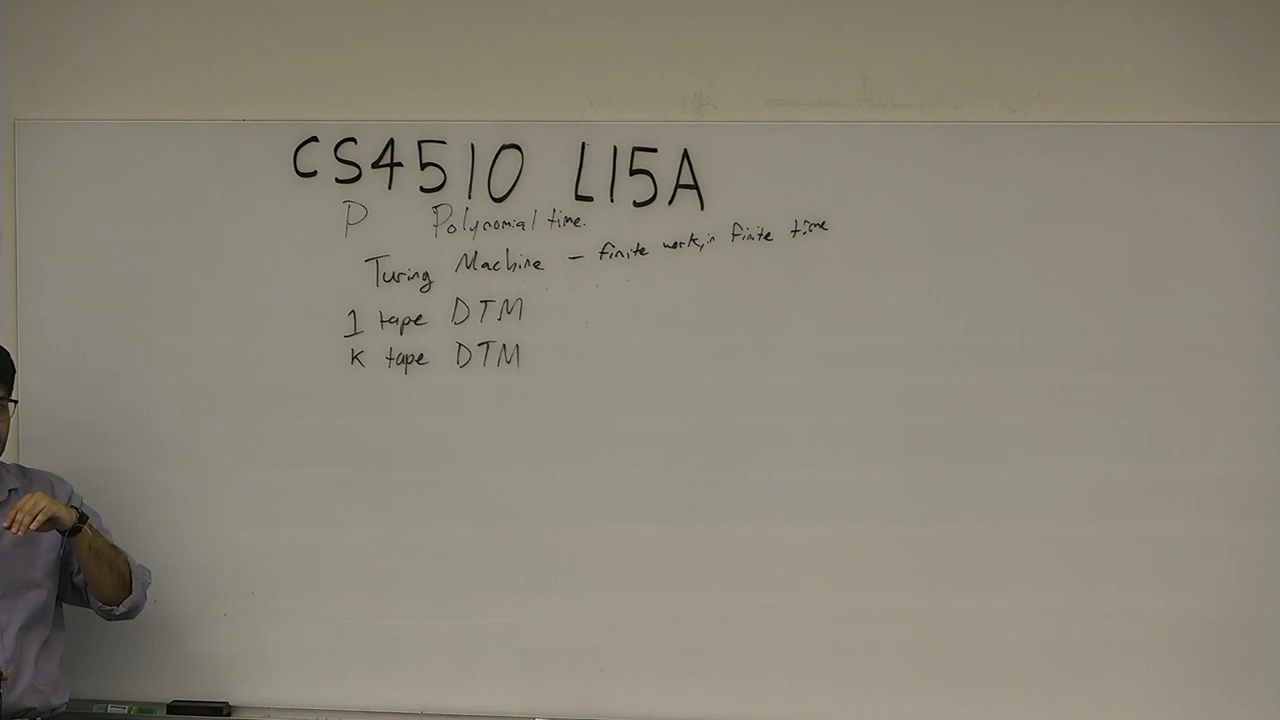 CS4510 L15A
P Polynomial time.
Turing Machine - finite work, in finite time
1 tape DTM
K tape DTM